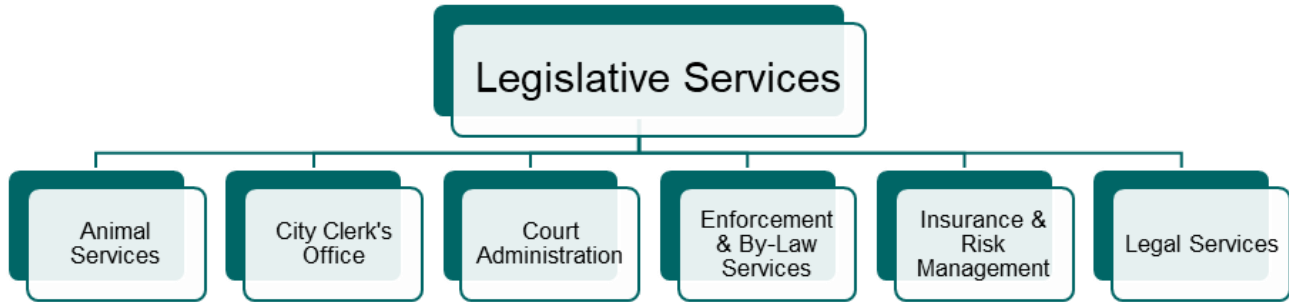 Legislative Services
Animal
Services
City Clerk's
Office
Court
Administration
Enforcement
& By-Law
Services
Insurance &
Risk
Management
Legal Services